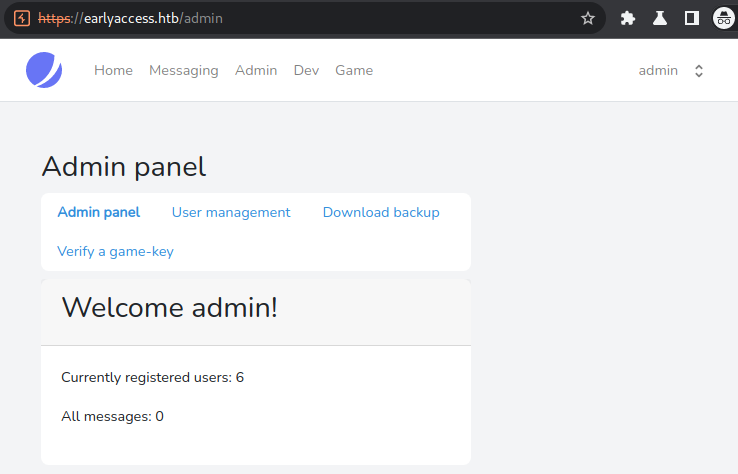 https://earlyaccess.htb/admin
Home Messaging Admin Dev Game admin
Admin panel
Admin panel User management Download backup
Verify a game-key
Welcome admin!
Currently registered users: 6
All messages: 0